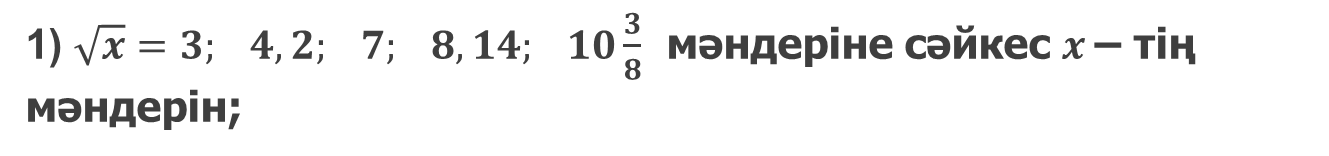 1) √x = 3; 4, 2; 7; 8, 14; 10 3/8 мәндеріне сәйкес x – тің
мәндерін;